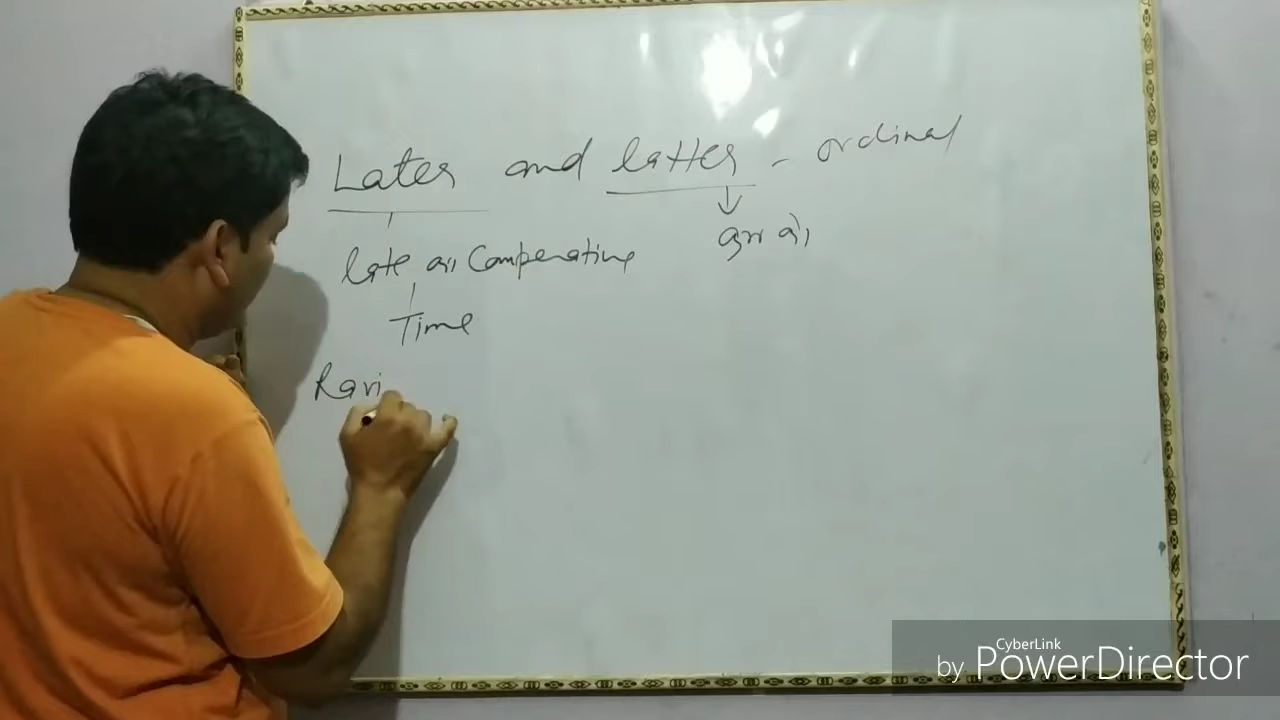 Later and latter - ordinal
late का Comparative
बाद का
Time
Ravi
CyberLink
by PowerDirector